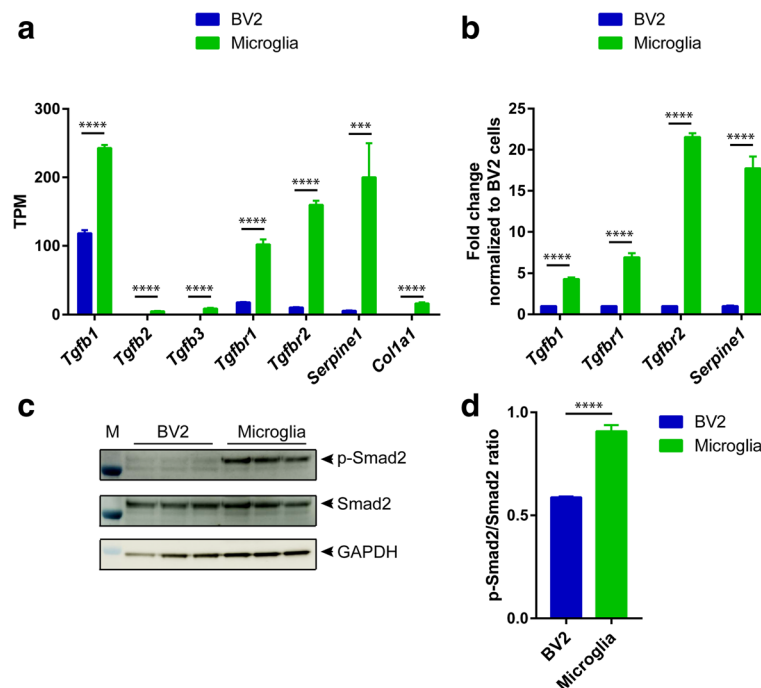 a
BV2
Microglia
TPM
300
200
100
0
****
****
****
****
****
***
****
Tgfb1
Tgfb2
Tgfb3
Tgfbr1
Tgfbr2
Serpine1
Col1a1
b
BV2
Microglia
Fold change
normalized to BV2 cells
25
20
15
10
5
0
****
****
****
****
Tgfb1
Tgfbr1
Tgfbr2
Serpine1
c
M BV2 Microglia
p-Smad2
Smad2
GAPDH
d
BV2
Microglia
p-Smad2/Smad2 ratio
1.0
0.5
0.0
****
BV2
Microglia